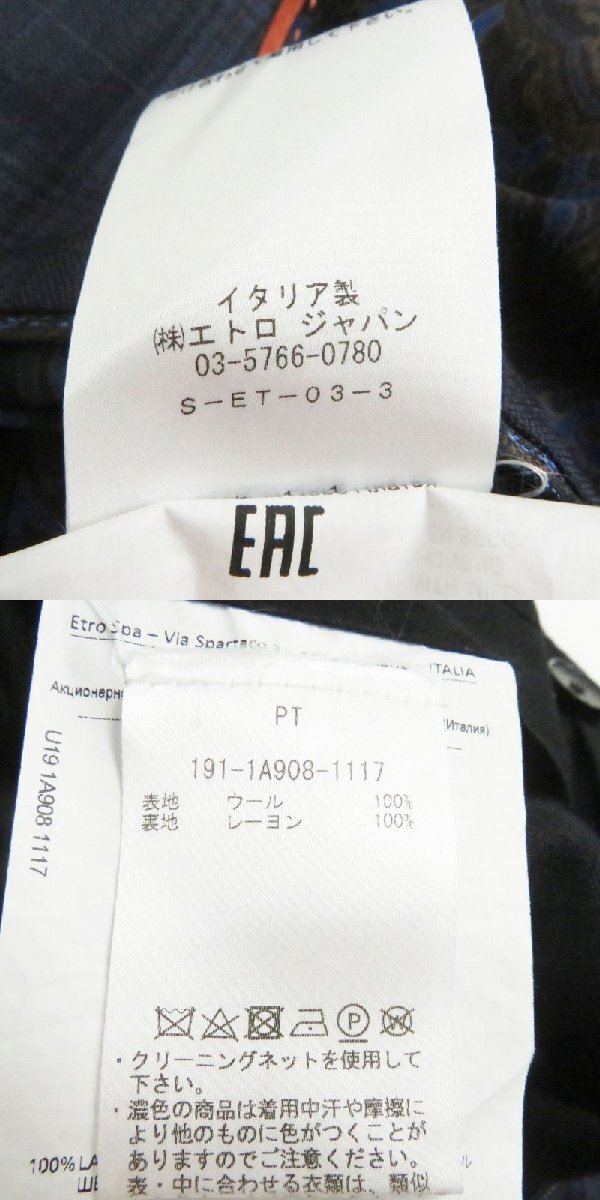 イタリア製
㈱エトロ ジャパン
03-5766-0780
S-ET-03-3
EAC
Etro Spa - Via Spartaco
ITALIA
(Италия)
U19 1A908 1117
PT
191-1A908-1117
表地 ウール 100%
裏地 レーヨン 100%
P W
・クリーニングネットを使用して
下さい。
・濃色の商品は着用中汗や摩擦に
より他のものに色がつくことが
ありますのでご注意ください。
100% LA
表・中に合わせる衣類は、類似